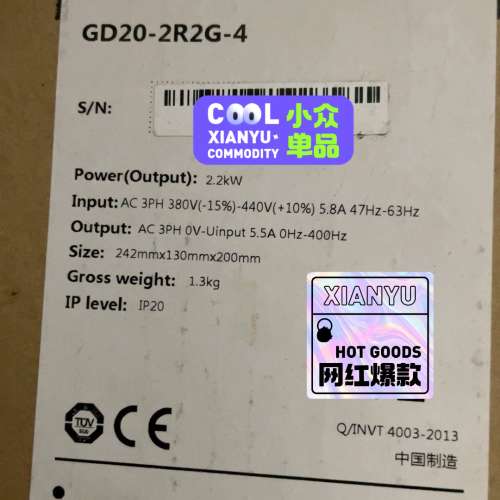 GD20-2R2G-4
S/N:
COOL 小众
XIANYU
COMMODITY 单品
Power(Output): 2.2kW
Input: AC 3PH 380V(-15%)-440V(+10%) 5.8A 47Hz-63Hz
Output: AC 3PH 0V-Uinput 5.5A 0Hz-400Hz
Size: 242mmx130mmx200mm
Gross weight: 1.3kg
IP level: IP20
XIANYU
HOT GOODS
网红爆款
TÜV
CE
Q/INVT 4003-2013
中国制造